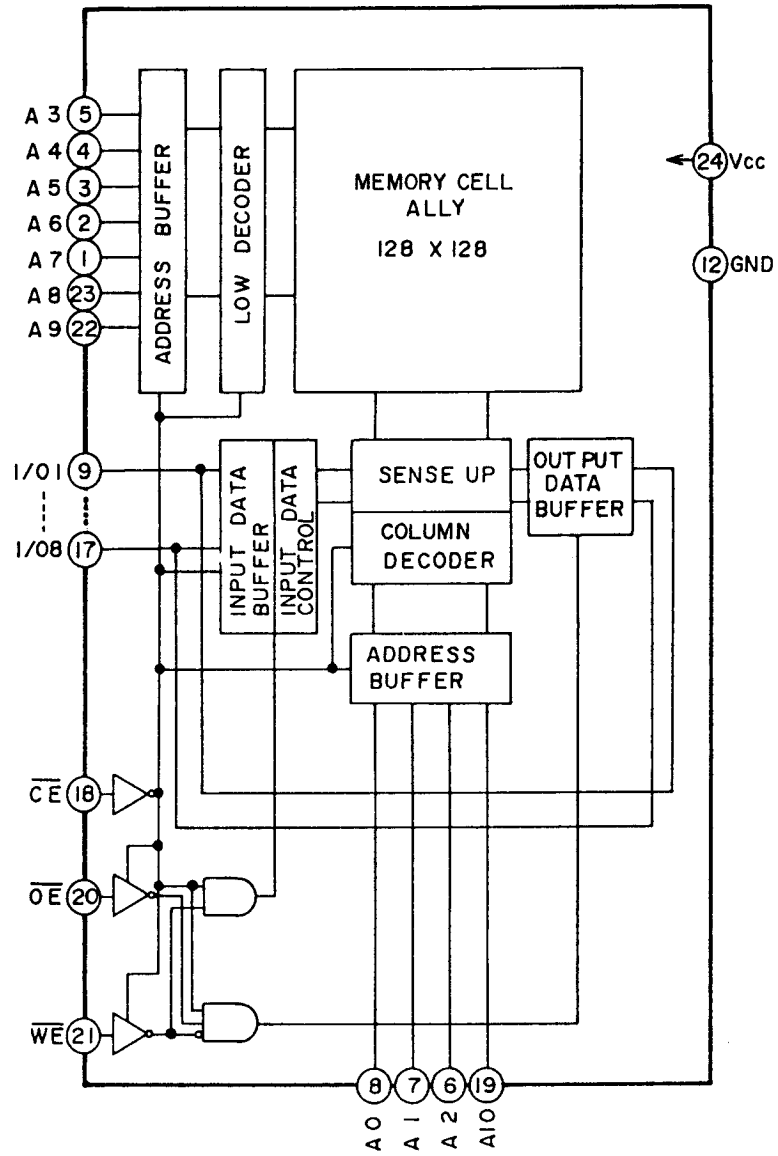 A3 5
A4 4
A5 3
A6 2
A7 1
A8 23
A9 22
ADDRESS BUFFER
LOW DECODER
MEMORY CELL
ALLY
128 X 128
24 Vcc
12 GND
I/O1 9
I/O8 17
INPUT DATA
BUFFER
INPUT DATA
CONTROL
SENSE UP
COLUMN
DECODER
OUTPUT
DATA
BUFFER
ADDRESS
BUFFER
CE 18
OE 20
WE 21
8 7 6 19
A0 A1 A2 A10